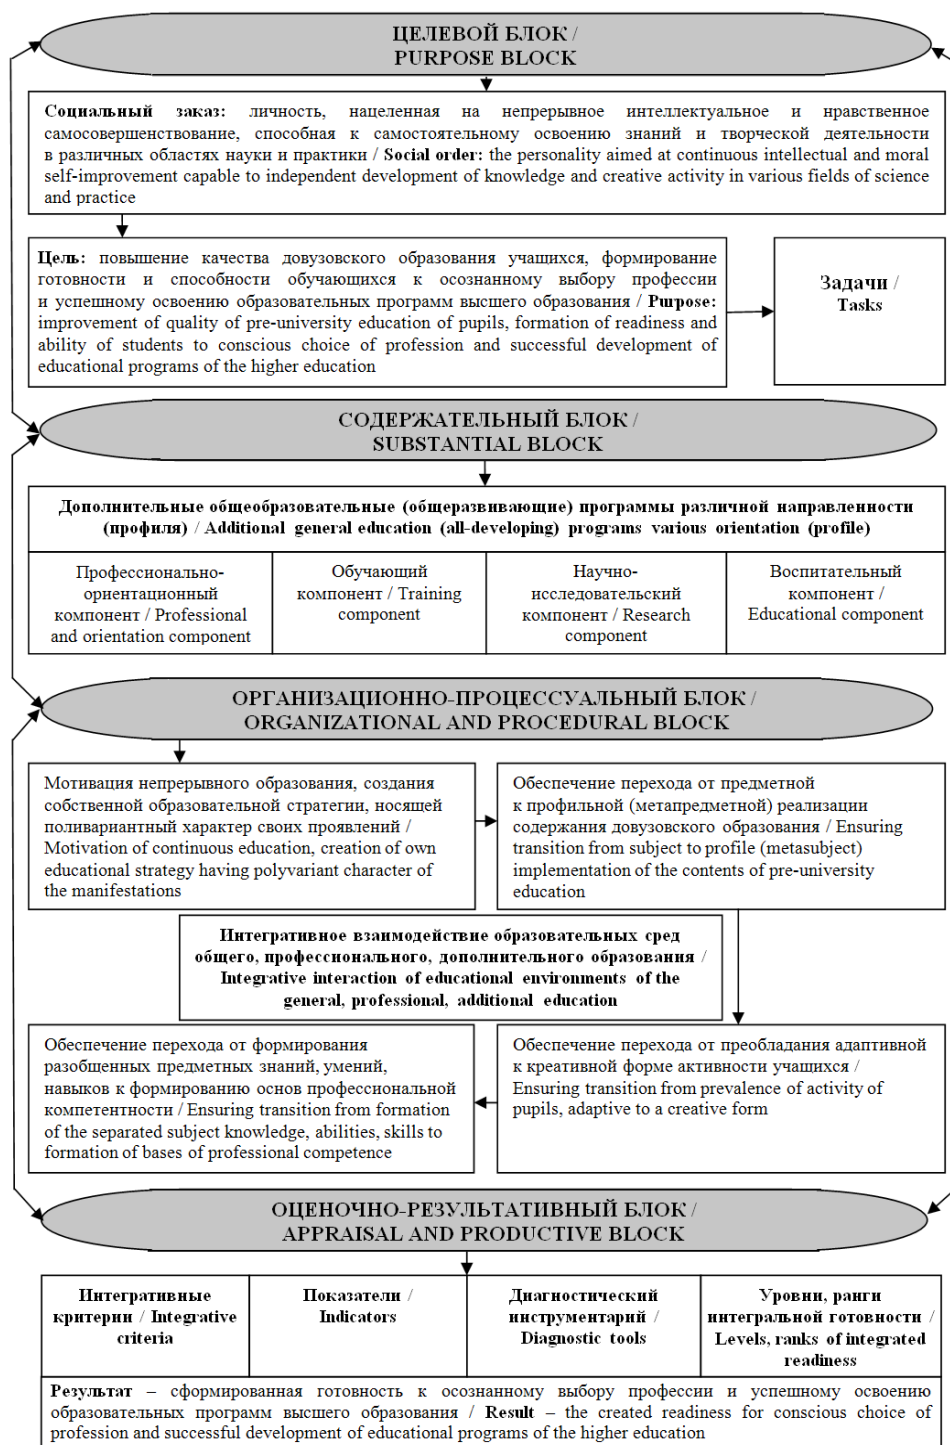 ЦЕЛЕВОЙ БЛОК /
PURPOSE BLOCK
Социальный заказ: личность, нацеленная на непрерывное интеллектуальное и нравственное
самосовершенствование, способная к самостоятельному освоению знаний и творческой деятельности
в различных областях науки и практики / Social order: the personality aimed at continuous intellectual and moral
self-improvement capable to independent development of knowledge and creative activity in various fields of science
and practice
Цель: повышение качества довузовского образования учащихся, формирование
готовности и способности обучающихся к осознанному выбору профессии
и успешному освоению образовательных программ высшего образования / Purpose:
improvement of quality of pre-university education of pupils, formation of readiness and
ability of students to conscious choice of profession and successful development of
educational programs of the higher education
Задачи /
Tasks
СОДЕРЖАТЕЛЬНЫЙ БЛОК /
SUBSTANTIAL BLOCK
Дополнительные общеобразовательные (общеразвивающие) программы различной направленности
(профиля) / Additional general education (all-developing) programs various orientation (profile)
Профессионально-
ориентационный
компонент / Professional
and orientation component
Обучающий
компонент / Training
component
Научно-
исследовательский
компонент / Research
component
Воспитательный
компонент /
Educational component
ОРГАНИЗАЦИОННО-ПРОЦЕССУАЛЬНЫЙ БЛОК /
ORGANIZATIONAL AND PROCEDURAL BLOCK
Мотивация непрерывного образования, создания
собственной образовательной стратегии, носящей
поливариантный характер своих проявлений /
Motivation of continuous education, creation of own
educational strategy having polyvariant character of
the manifestations
Обеспечение перехода от предметной
к профильной (метапредметной) реализации
содержания довузовского образования / Ensuring
transition from subject to profile (metasubject)
implementation of the contents of pre-university
education
Интегративное взаимодействие образовательных сред
общего, профессионального, дополнительного образования /
Integrative interaction of educational environments of the
general, professional, additional education
Обеспечение перехода от формирования
разобщенных предметных знаний, умений,
навыков к формированию основ профессиональной
компетентности / Ensuring transition from formation
of the separated subject knowledge, abilities, skills to
formation of bases of professional competence
Обеспечение перехода от преобладания адаптивной
к креативной форме активности учащихся /
Ensuring transition from prevalence of activity of
pupils, adaptive to a creative form
ОЦЕНОЧНО-РЕЗУЛЬТАТИВНЫЙ БЛОК /
APPRAISAL AND PRODUCTIVE BLOCK
Интегративные
критерии / Integrative
criteria
Показатели /
Indicators
Диагностический
инструментарий /
Diagnostic tools
Уровни, ранги
интегральной готовности /
Levels, ranks of integrated
readiness
Результат – сформированная готовность к осознанному выбору профессии и успешному освоению
образовательных программ высшего образования / Result – the created readiness for conscious choice of
profession and successful development of educational programs of the higher education